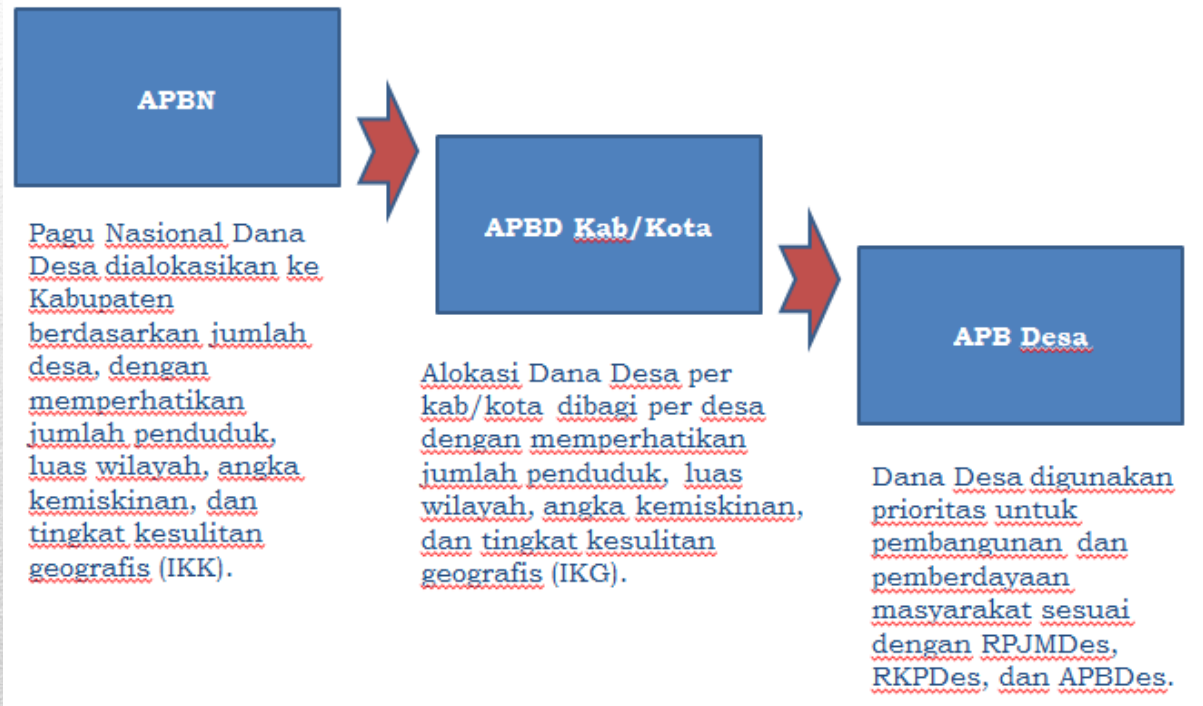 APBN
Pagu Nasional Dana
Desa dialokasikan ke
Kabupaten
berdasarkan jumlah
desa, dengan
memperhatikan
jumlah penduduk,
luas wilayah, angka
kemiskinan, dan
tingkat kesulitan
geografis (IKK).
APBD Kab/Kota
Alokasi Dana Desa per
kab/kota dibagi per desa
dengan memperhatikan
jumlah penduduk, luas
wilayah, angka kemiskinan,
dan tingkat kesulitan
geografis (IKG).
APB Desa
Dana Desa digunakan
prioritas untuk
pembangunan dan
pemberdayaan
masyarakat sesuai
dengan RPJMDes,
RKPDes, dan APBDes.